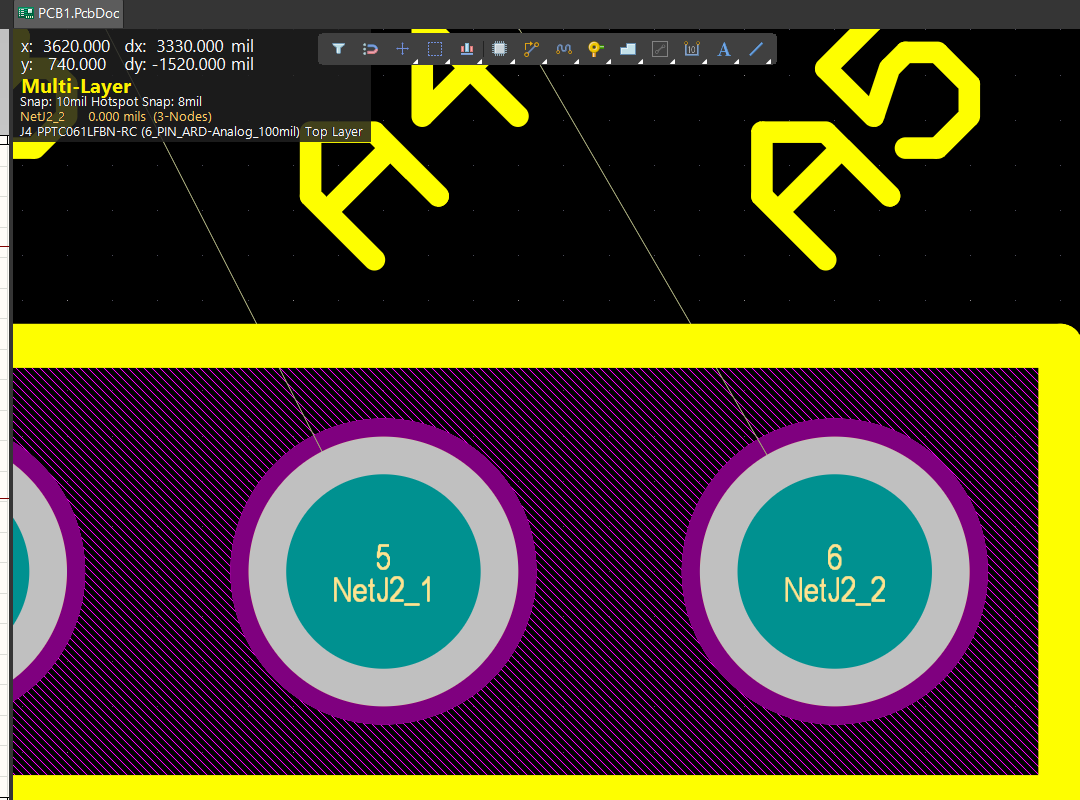 PCB1.PcbDoc
x: 3620.000 dx: 3330.000 mil
y: 740.000 dy: -1520.000 mil
Multi-Layer
Snap: 10mil Hotspot Snap: 8mil
NetJ2_2 0.000 mils (3-Nodes)
J4 PPTC061LFBN-RC (6_PIN_ARD-Analog_100mil) Top Layer
A4
A5
5
NetJ2_1
6
NetJ2_2